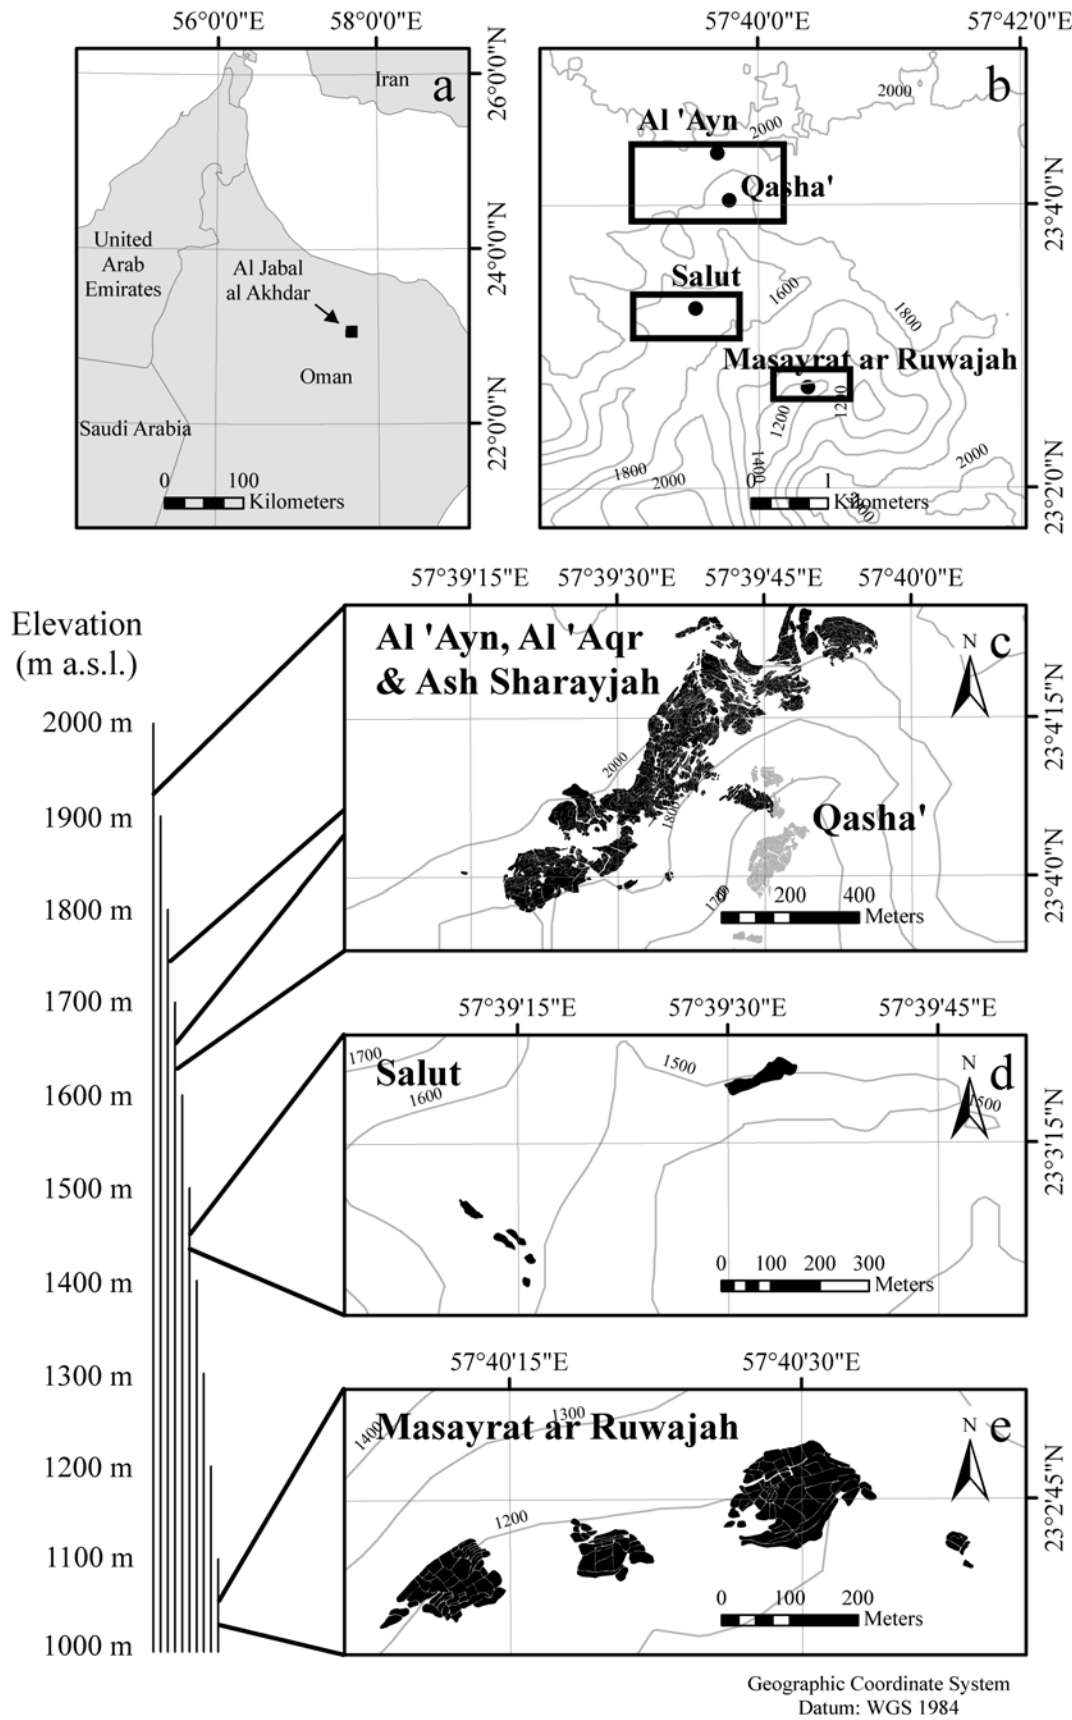 56°0'0"E
58°0'0"E
57°40'0"E
57°42'0"E
a
Iran
26°0'0"N
United
Arab
Emirates
24°0'0"N
Al Jabal
al Akhdar
Oman
Saudi Arabia
22°0'0"N
0 100
Kilometers
b
2000
Al 'Ayn
2000
Qasha'
23°4'0"N
Salut
1600
1800
Masayrat ar Ruwajah
1200
1200
1400
1800
2000
2000
0 1
Kilometers
23°2'0"N
57°39'15"E
57°39'30"E
57°39'45"E
57°40'0"E
Elevation
(m a.s.l.)
2000 m
1900 m
1800 m
1700 m
1600 m
1500 m
1400 m
1300 m
1200 m
1100 m
1000 m
Al 'Ayn, Al 'Aqr
& Ash Sharayjah
N
c
23°4'15"N
2000
1800
Qasha'
23°4'0"N
1700
200 400
Meters
57°39'15"E
57°39'30"E
57°39'45"E
1700
Salut
1600
1500
N
d
1500
23°3'15"N
0 100 200 300
Meters
57°40'15"E
57°40'30"E
1400
1300
Masayrat ar Ruwajah
N
e
1200
23°2'45"N
0 100 200
Meters
Geographic Coordinate System
Datum: WGS 1984